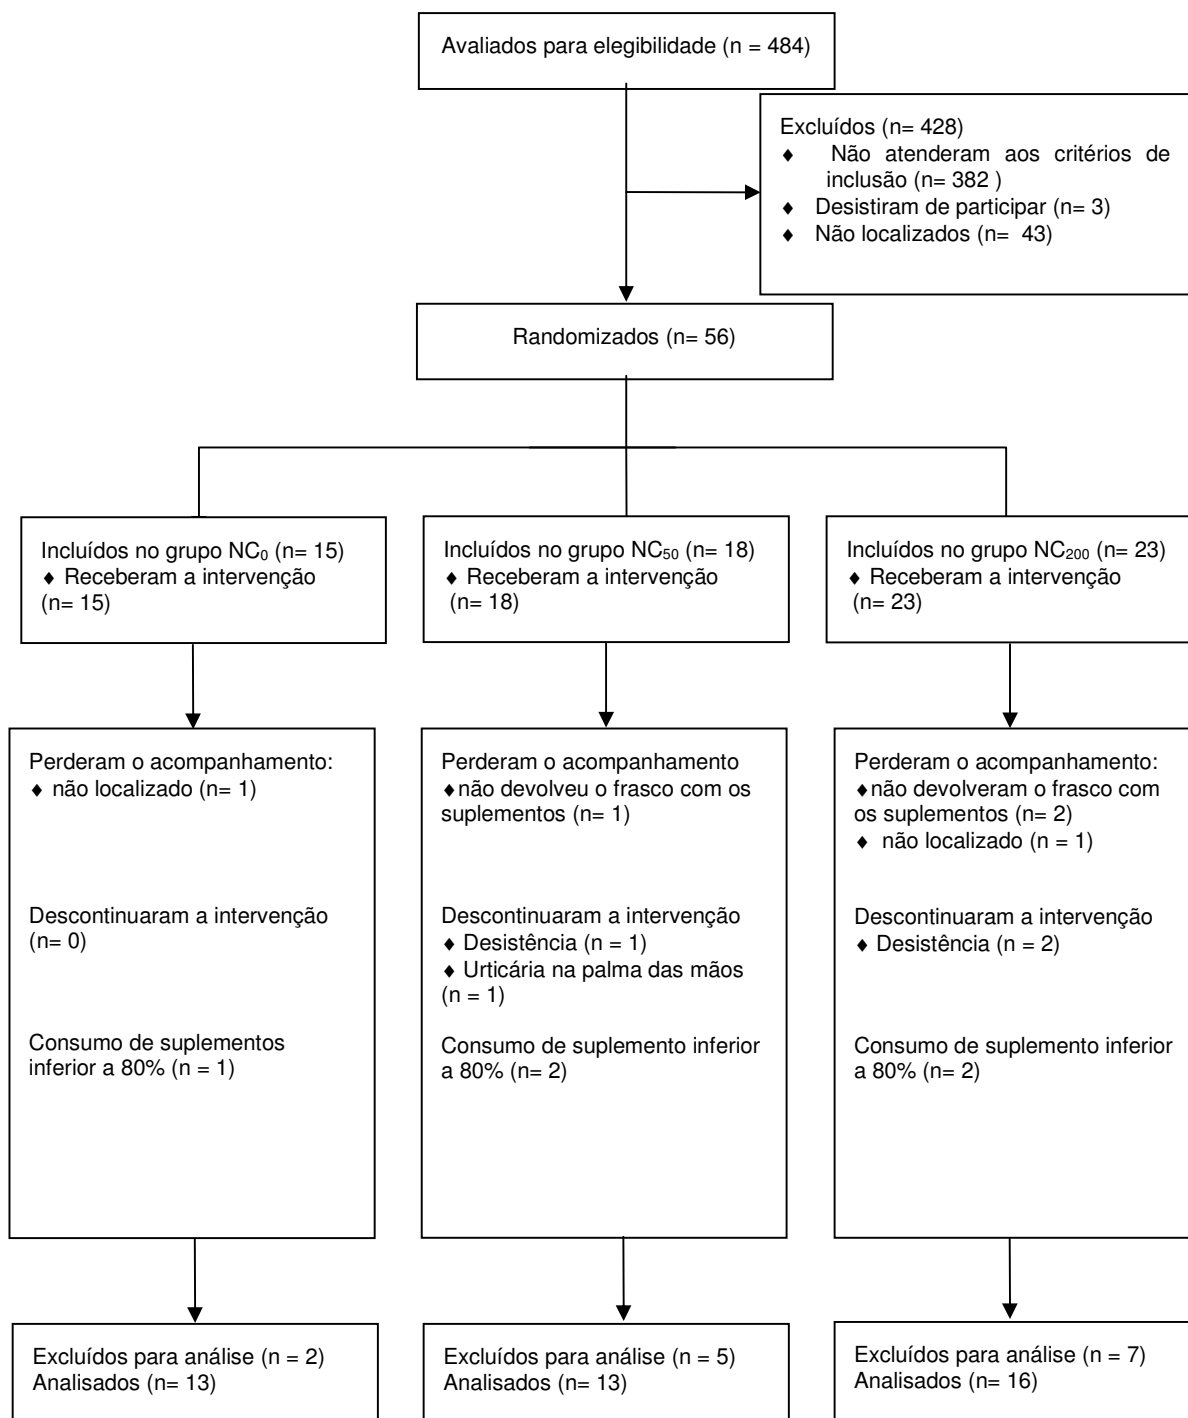 Avaliados para elegibilidade (n = 484)
Excluídos (n= 428)
♦ Não atenderam aos critérios de
inclusão (n= 382 )
♦ Desistiram de participar (n= 3)
♦ Não localizados (n= 43)
Randomizados (n= 56)
Incluídos no grupo NC₀ (n= 15)
♦ Receberam a intervenção
(n= 15)
Incluídos no grupo NC₅₀ (n= 18)
♦ Receberam a intervenção
(n= 18)
Incluídos no grupo NC₂₀₀ (n= 23)
♦ Receberam a intervenção
(n= 23)
Perderam o acompanhamento:
♦ não localizado (n= 1)
Descontinuaram a intervenção
(n= 0)
Consumo de suplementos
inferior a 80% (n = 1)
Perderam o acompanhamento
♦não devolveu o frasco com os
suplementos (n= 1)
Descontinuaram a intervenção
♦ Desistência (n = 1)
♦ Urticária na palma das mãos
(n = 1)
Consumo de suplemento inferior
a 80% (n= 2)
Perderam o acompanhamento:
♦não devolveram o frasco com
os suplementos (n= 2)
♦ não localizado (n = 1)
Descontinuaram a intervenção
♦ Desistência (n = 2)
Consumo de suplemento inferior
a 80% (n= 2)
Excluídos para análise (n = 2)
Analisados (n= 13)
Excluídos para análise (n = 5)
Analisados (n= 13)
Excluídos para análise (n = 7)
Analisados (n= 16)